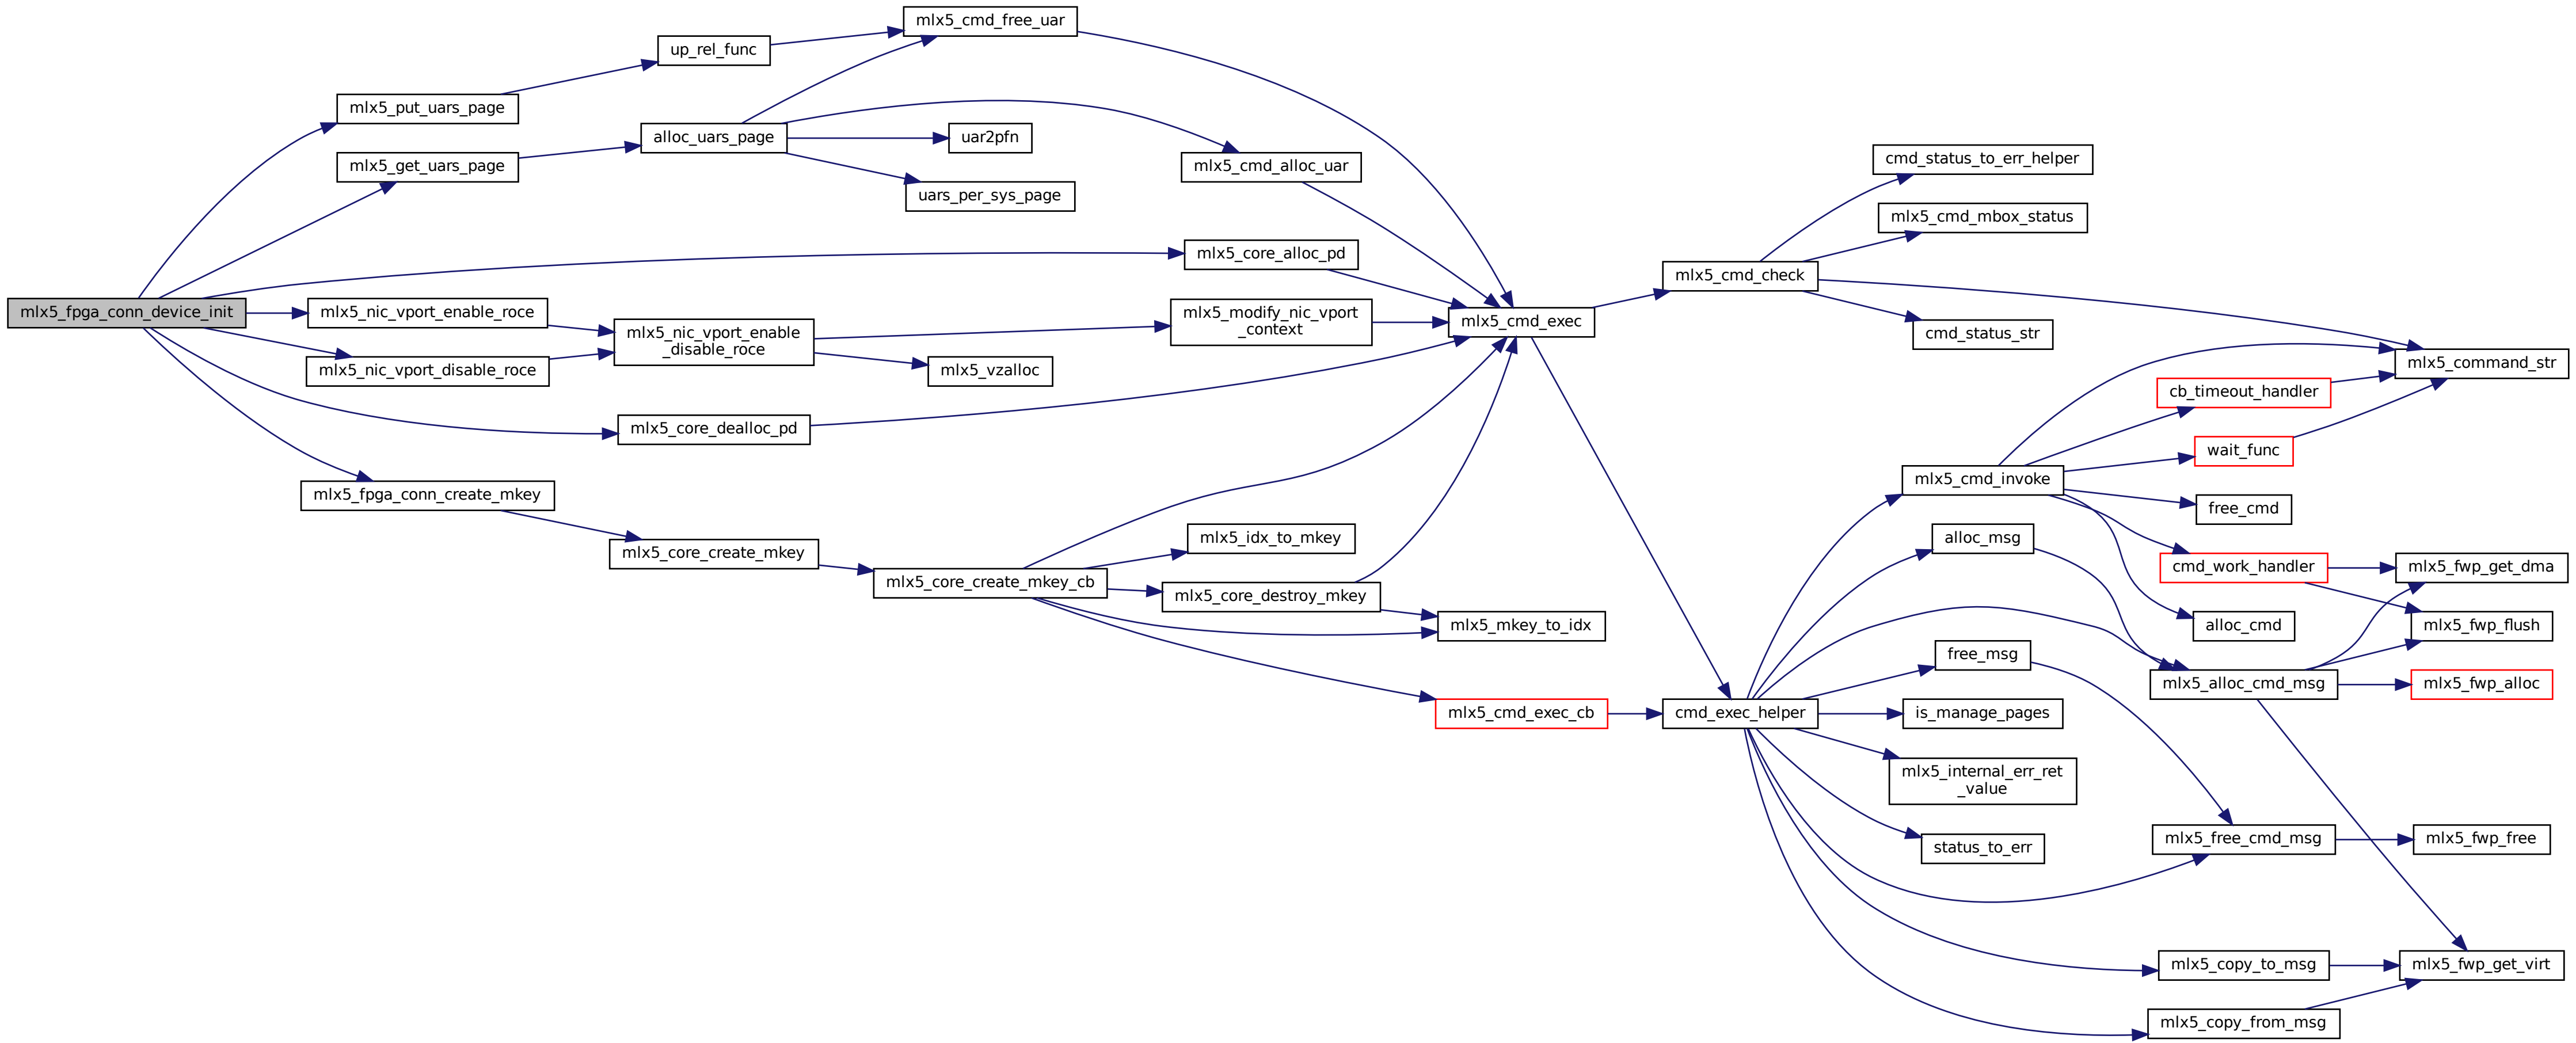 mlx5_fpga_conn_device_init
mlx5_put_uars_page
mlx5_get_uars_page
mlx5_nic_vport_enable_roce
mlx5_nic_vport_disable_roce
mlx5_fpga_conn_create_mkey
up_rel_func
alloc_uars_page
mlx5_nic_vport_enable
_disable_roce
mlx5_core_dealloc_pd
mlx5_core_create_mkey
mlx5_cmd_free_uar
uar2pfn
uars_per_sys_page
mlx5_vzalloc
mlx5_core_create_mkey_cb
mlx5_cmd_alloc_uar
mlx5_core_alloc_pd
mlx5_modify_nic_vport
_context
mlx5_idx_to_mkey
mlx5_core_destroy_mkey
mlx5_cmd_exec
mlx5_mkey_to_idx
mlx5_cmd_exec_cb
mlx5_cmd_check
cmd_exec_helper
cmd_status_to_err_helper
mlx5_cmd_mbox_status
cmd_status_str
mlx5_cmd_invoke
alloc_msg
free_msg
is_manage_pages
mlx5_internal_err_ret
_value
status_to_err
cb_timeout_handler
wait_func
free_cmd
cmd_work_handler
alloc_cmd
mlx5_alloc_cmd_msg
mlx5_free_cmd_msg
mlx5_copy_to_msg
mlx5_copy_from_msg
mlx5_command_str
mlx5_fwp_get_dma
mlx5_fwp_flush
mlx5_fwp_alloc
mlx5_fwp_free
mlx5_fwp_get_virt